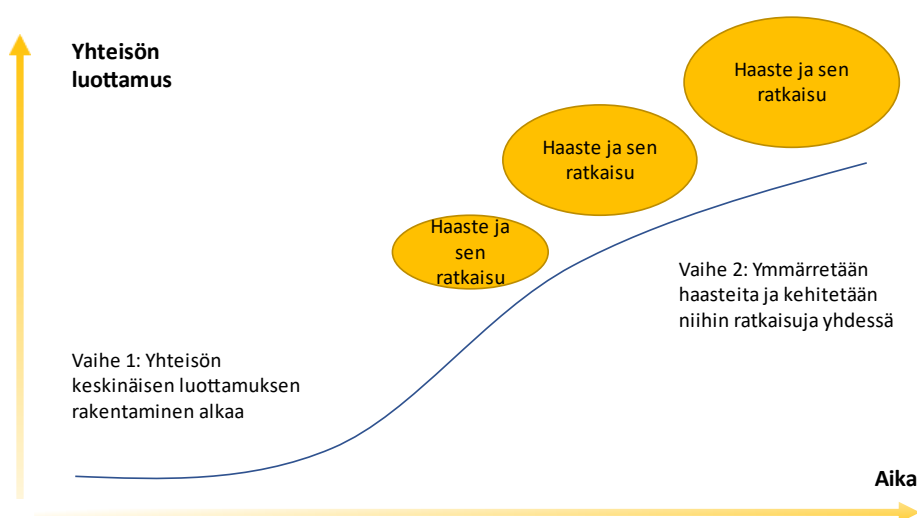 Yhteisön
luottamus
Haaste ja sen
ratkaisu
Haaste ja sen
ratkaisu
Haaste ja
sen
ratkaisu
Vaihe 2: Ymmärretään
haasteita ja kehitetään
niihin ratkaisuja yhdessä
Vaihe 1: Yhteisön
keskinäisen luottamuksen
rakentaminen alkaa
Aika